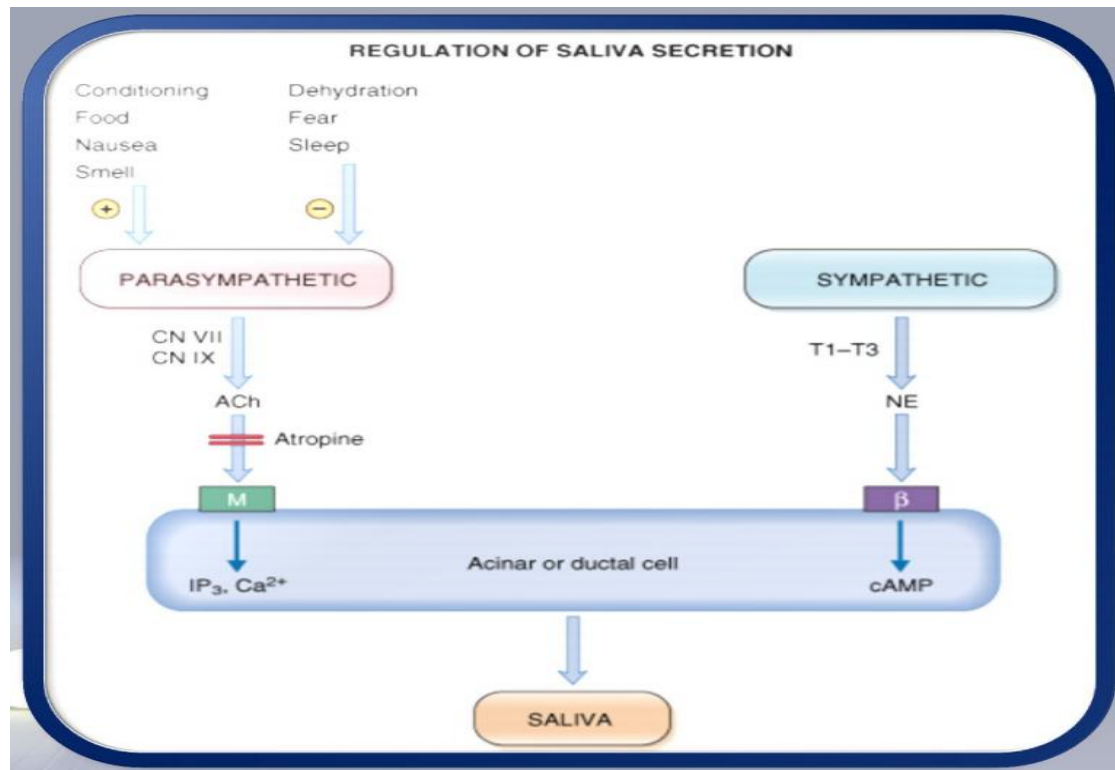 REGULATION OF SALIVA SECRETION
Conditioning
Food
Nausea
Smell
Dehydration
Fear
Sleep
+
−
PARASYMPATHETIC
SYMPATHETIC
CN VII
CN IX
T1–T3
ACh
NE
Atropine
M
β
Acinar or ductal cell
IP₃, Ca²⁺
cAMP
SALIVA